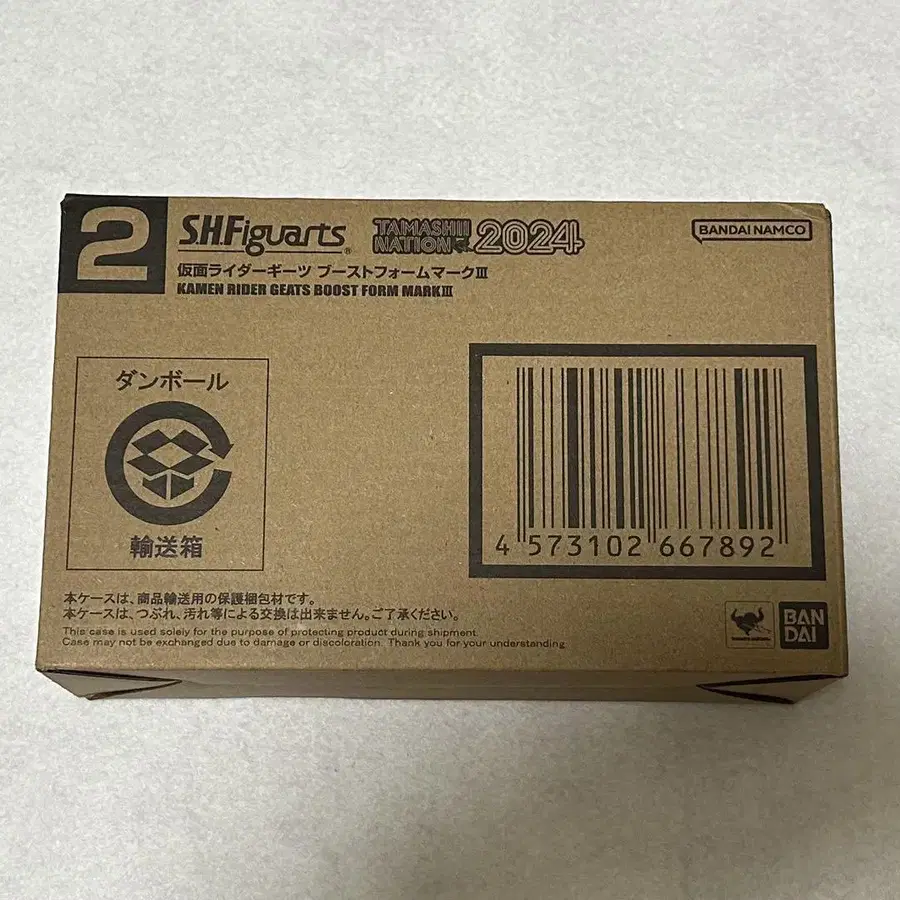 2
S.H.Figuarts®
TAMASHII NATION 2024
BANDAI NAMCO
仮面ライダーギーツ ブーストフォームマークⅢ
KAMEN RIDER GEATS BOOST FORM MARKⅢ
ダンボール
輸送箱
4 573102 667892
本ケースは、商品輸送用の保護梱包材です。
本ケースは、つぶれ、汚れ等による交換は出来ません。ご了承ください。
This case is used solely for the purpose of protecting product during shipment.
Case may not be exchanged due to damage or discoloration. Thank you for your understanding.
BAN
DAI